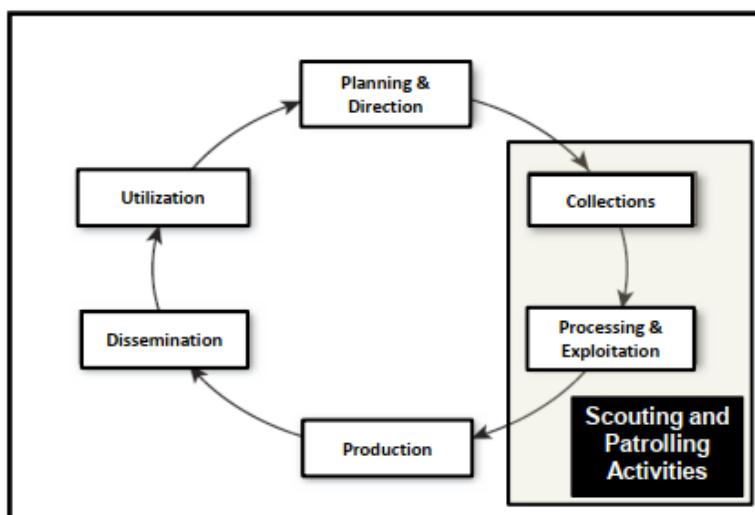 Planning &
Direction
Collections
Processing &
Exploitation
Scouting and
Patrolling
Activities
Production
Dissemination
Utilization